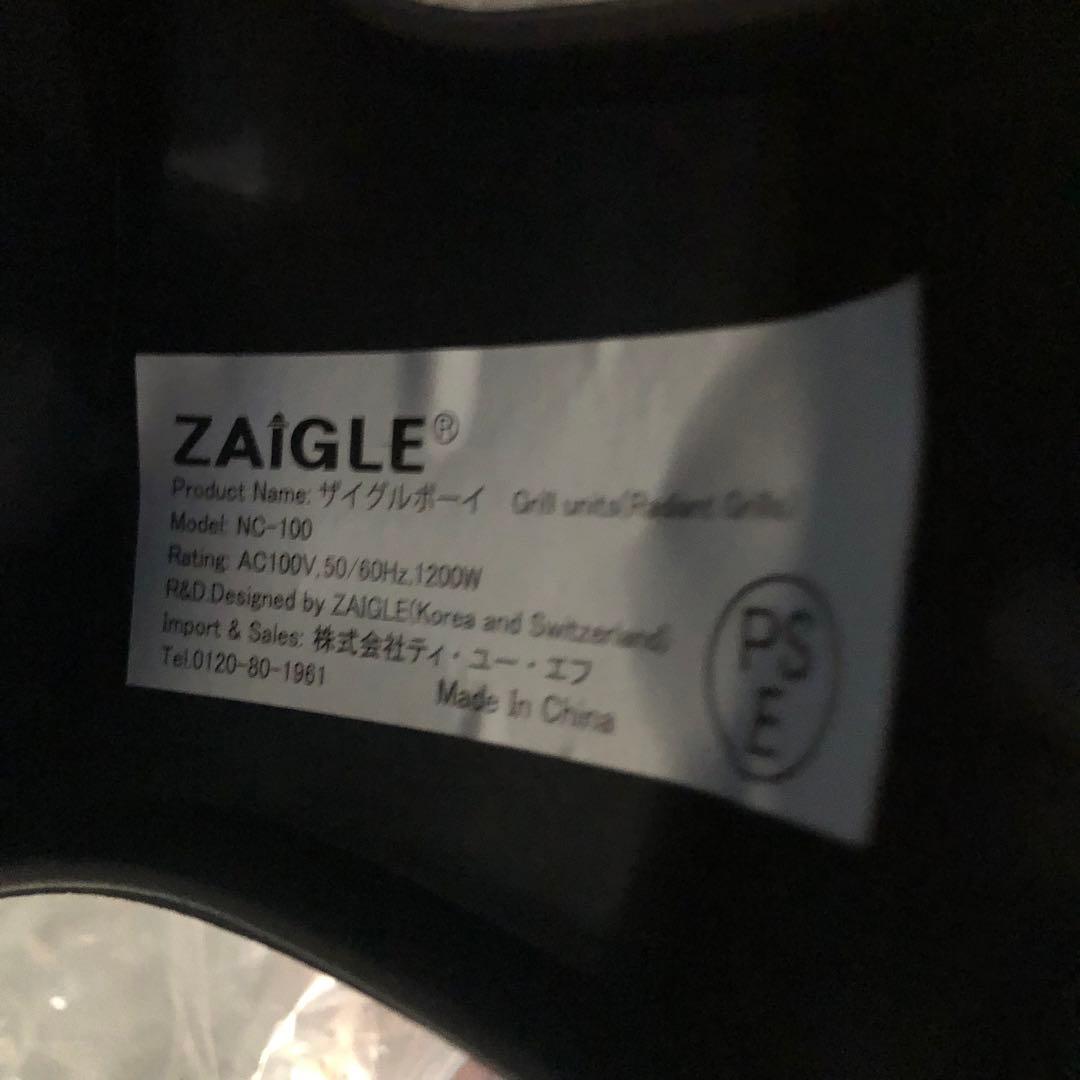 ZAIGLE®
Product Name: ザイグルボーイ Grill units(Radiant Grills)
Model: NC-100
Rating: AC100V,50/60Hz,1200W
R&D.Designed by ZAIGLE(Korea and Switzerland)
Import & Sales: 株式会社ティ・ユー・エフ
Tel.0120-80-1961
Made In China
PS
E